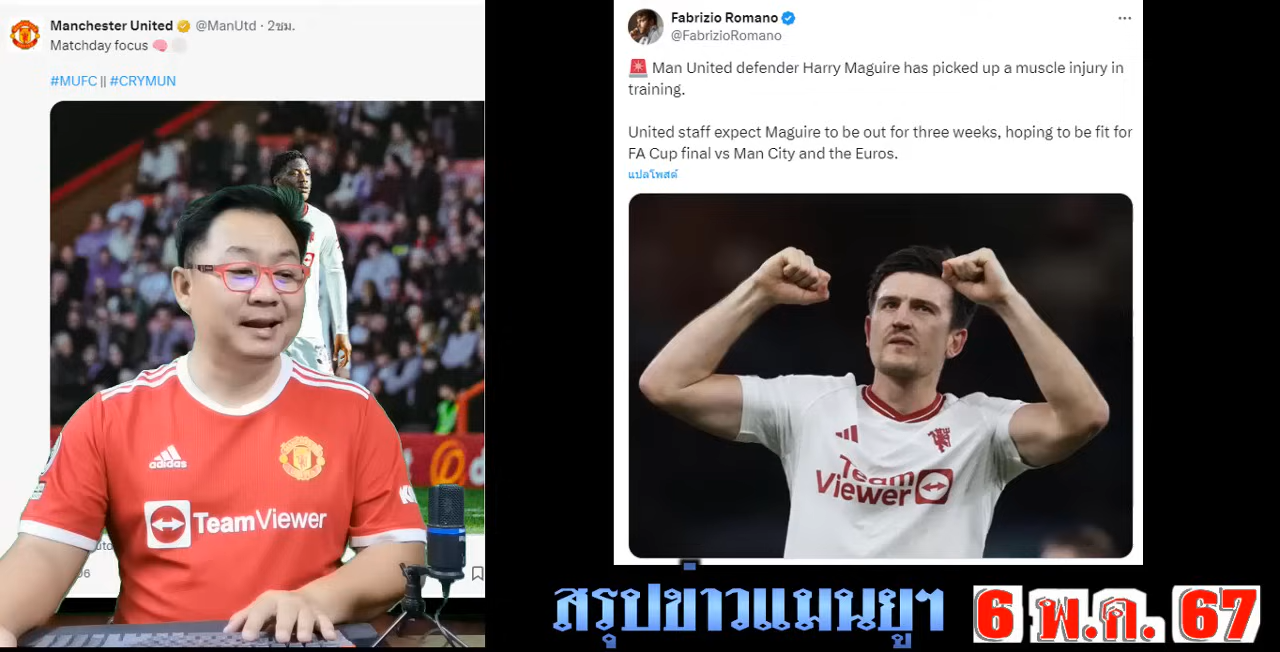 Manchester United @ManUtd · 2ชม.
Matchday focus
#MUFC || #CRYMUN
Fabrizio Romano
@FabrizioRomano
Man United defender Harry Maguire has picked up a muscle injury in
training.
United staff expect Maguire to be out for three weeks, hoping to be fit for
FA Cup final vs Man City and the Euros.
แปลโพสต์
Team
Viewer
adidas
TeamViewer
สรุปข่าวแมนยูฯ
6 พ.ค. 67